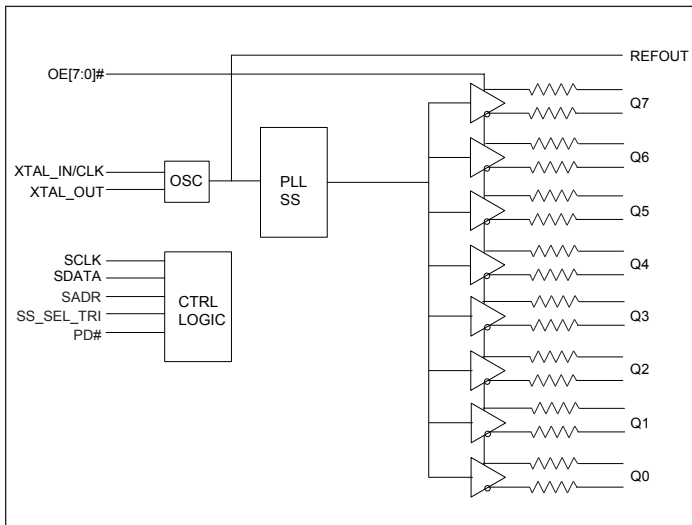 REFOUT
OE[7:0]#
Q7
Q6
XTAL_IN/CLK
OSC
PLL
SS
XTAL_OUT
Q5
SCLK
SDATA
SADR
SS_SEL_TRI
PD#
CTRL
LOGIC
Q4
Q3
Q2
Q1
Q0